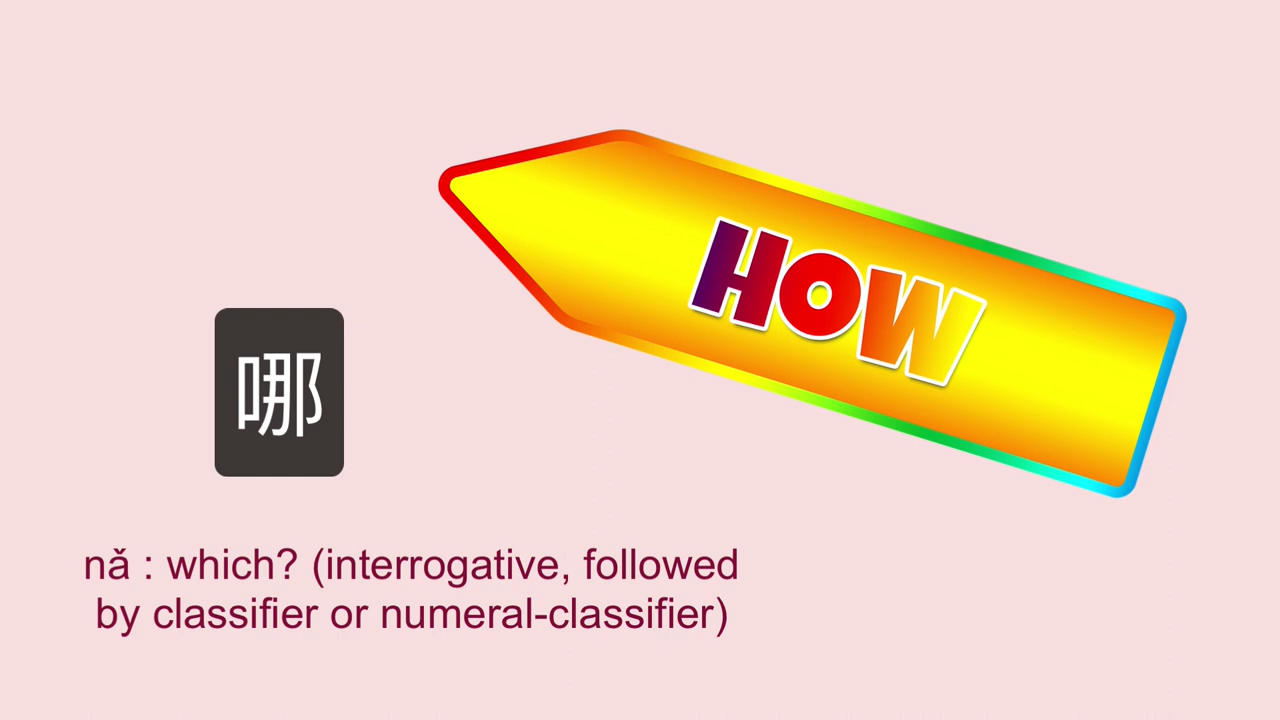 HOW
哪
nǎ : which? (interrogative, followed
by classifier or numeral-classifier)